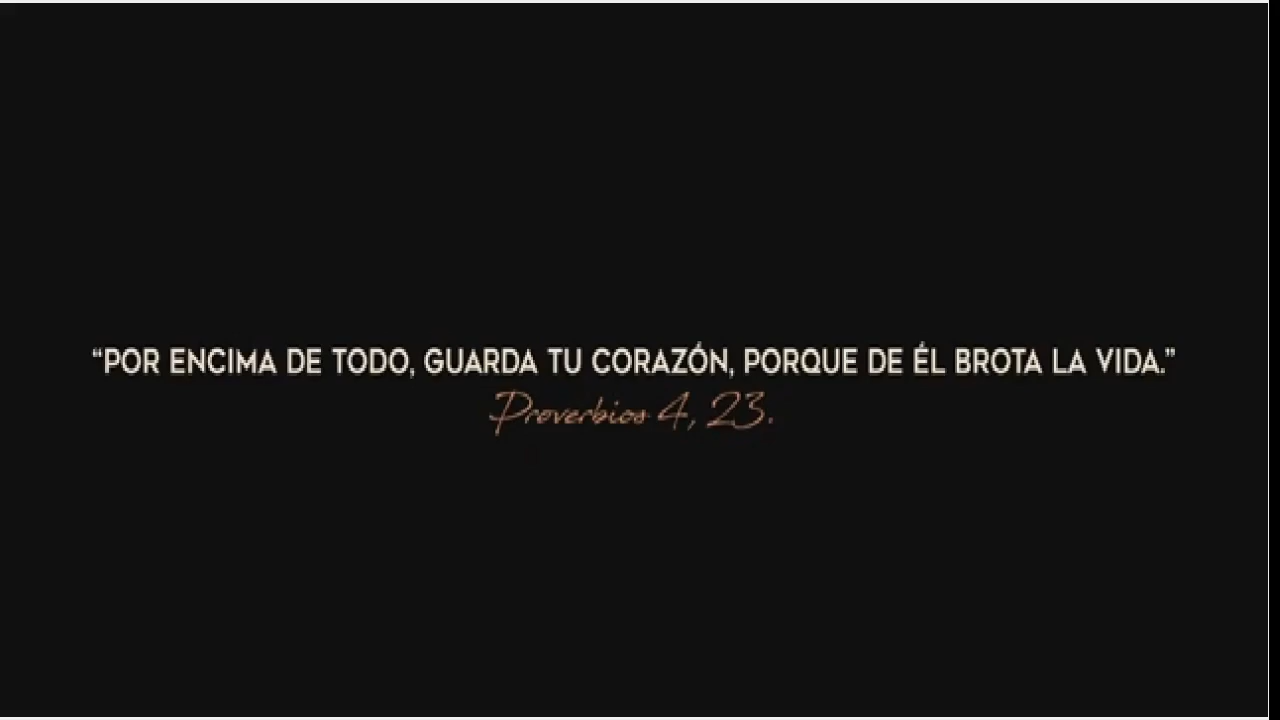 “POR ENCIMA DE TODO, GUARDA TU CORAZÓN, PORQUE DE ÉL BROTA LA VIDA.”
Proverbios 4, 23.